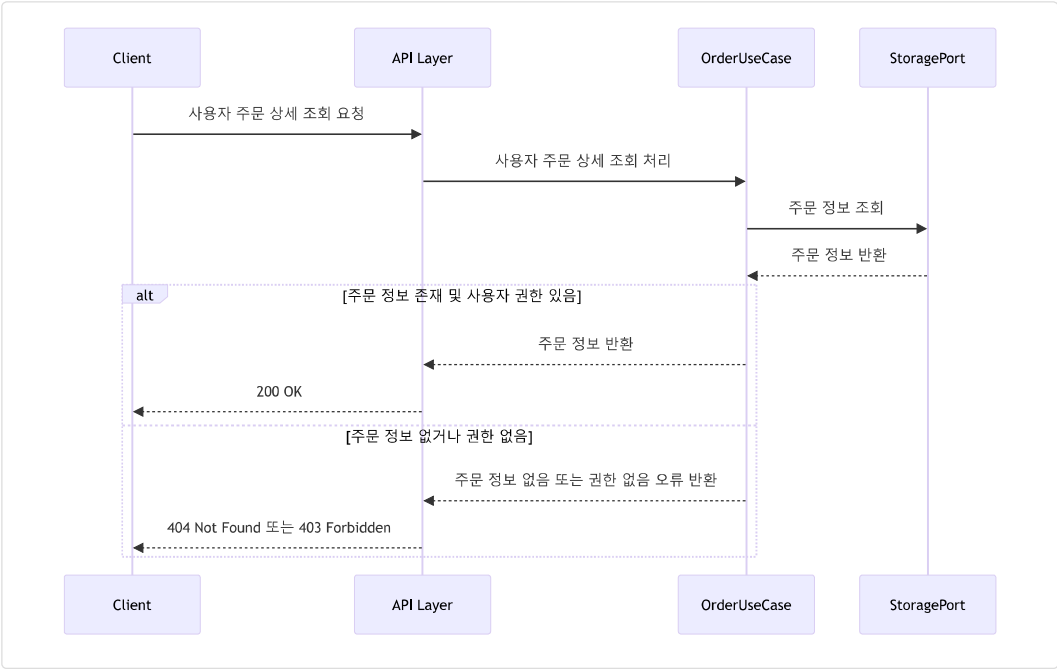 Client
API Layer
OrderUseCase
StoragePort
사용자 주문 상세 조회 요청
사용자 주문 상세 조회 처리
주문 정보 조회
주문 정보 반환
alt
[주문 정보 존재 및 사용자 권한 있음]
주문 정보 반환
200 OK
[주문 정보 없거나 권한 없음]
주문 정보 없음 또는 권한 없음 오류 반환
404 Not Found 또는 403 Forbidden
Client
API Layer
OrderUseCase
StoragePort